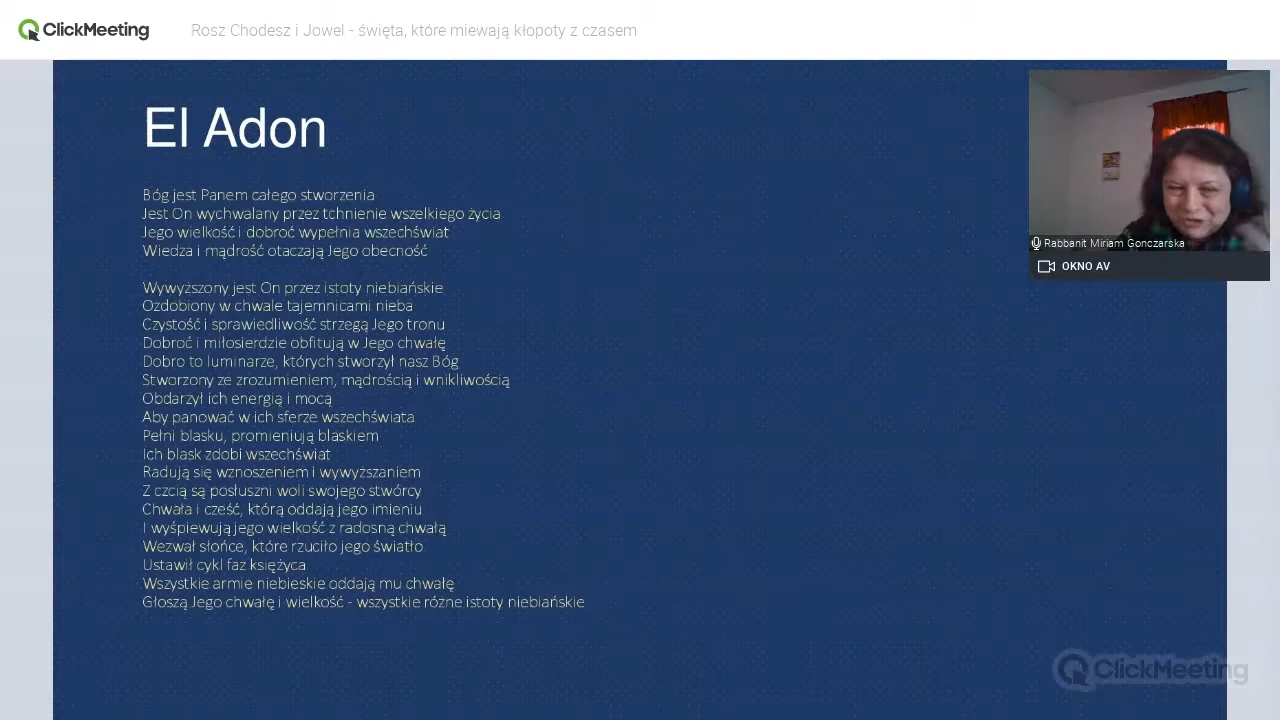 ClickMeeting
Rosz Chodesz i Jowel - święta, które miewają kłopoty z czasem
El Adon
Bóg jest Panem całego stworzenia
Jest On wychwalany przez tchnienie wszelkiego życia
Jego wielkość i dobroć wypełnia wszechświat
Wiedza i mądrość otaczają Jego obecność
Wywyższony jest On przez istoty niebiańskie
Ozdobiony w chwale tajemnicami nieba
Czystość i sprawiedliwość strzegą Jego tronu
Dobroć i miłosierdzie obfitują w Jego chwałę
Dobro to luminarze, których stworzył nasz Bóg
Stworzony ze zrozumieniem, mądrością i wnikliwością
Obdarzył ich energią i mocą
Aby panować w ich sferze wszechświata
Pełni blasku, promieniują blaskiem
Ich blask zdobi wszechświat
Radują się wznoszeniem i wywyższaniem
Z czcią są posłuszni woli swojego stwórcy
Chwała i cześć, którą oddają jego imieniu
I wyśpiewują jego wielkość z radosną chwałą
Wezwał słońce, które rzuciło jego światło
Ustawił cykl faz księżyca
Wszystkie armie niebieskie oddają mu chwałę
Głoszą Jego chwałę i wielkość - wszystkie różne istoty niebiańskie
Rabbanit Miriam Gonczarska
OKNO AV
ClickMeeting